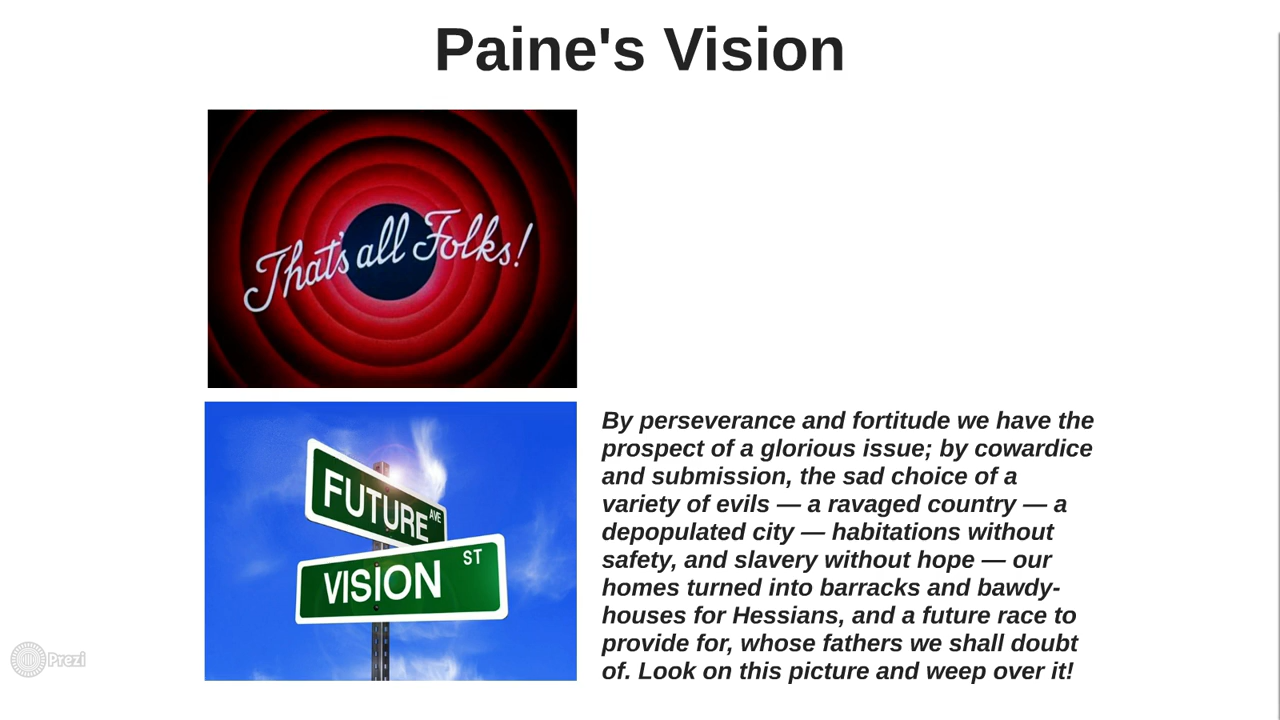 Paine's Vision
That's all Folks!
FUTURE AVE
VISION ST
By perseverance and fortitude we have the
prospect of a glorious issue; by cowardice
and submission, the sad choice of a
variety of evils — a ravaged country — a
depopulated city — habitations without
safety, and slavery without hope — our
homes turned into barracks and bawdy-
houses for Hessians, and a future race to
provide for, whose fathers we shall doubt
of. Look on this picture and weep over it!
Prezi